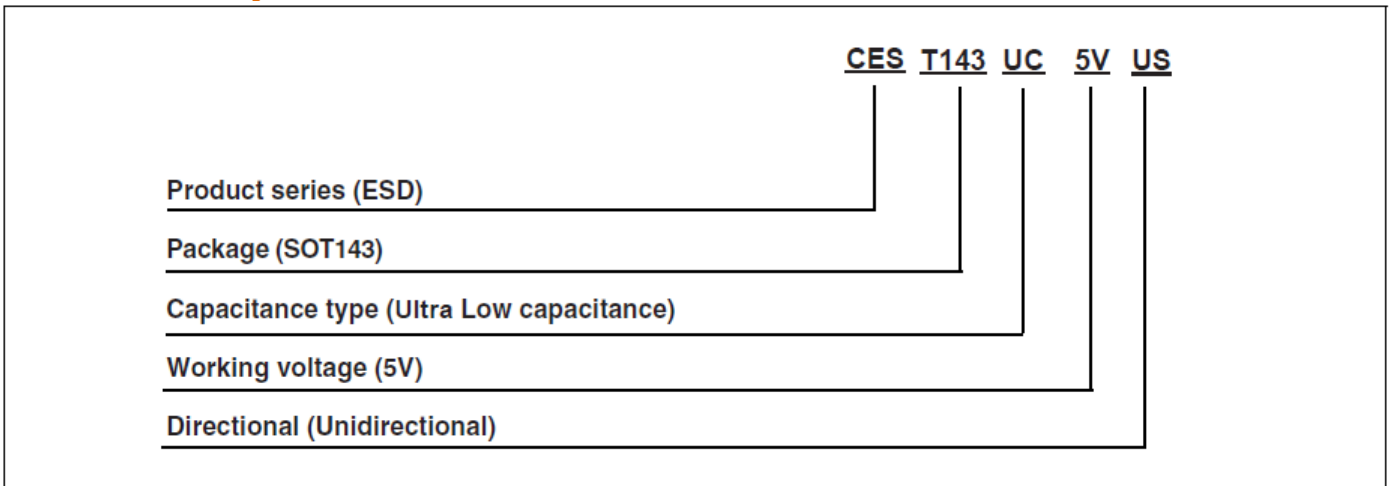 CES T143 UC 5V US
Product series (ESD)
Package (SOT143)
Capacitance type (Ultra Low capacitance)
Working voltage (5V)
Directional (Unidirectional)